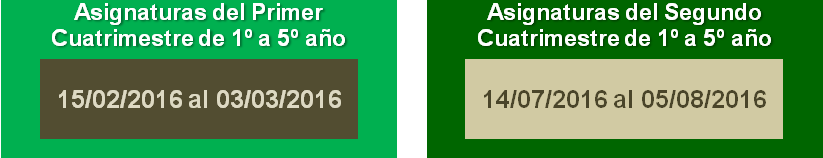 Asignaturas del Primer
Cuatrimestre de 1º a 5º año
15/02/2016 al 03/03/2016
Asignaturas del Segundo
Cuatrimestre de 1º a 5º año
14/07/2016 al 05/08/2016